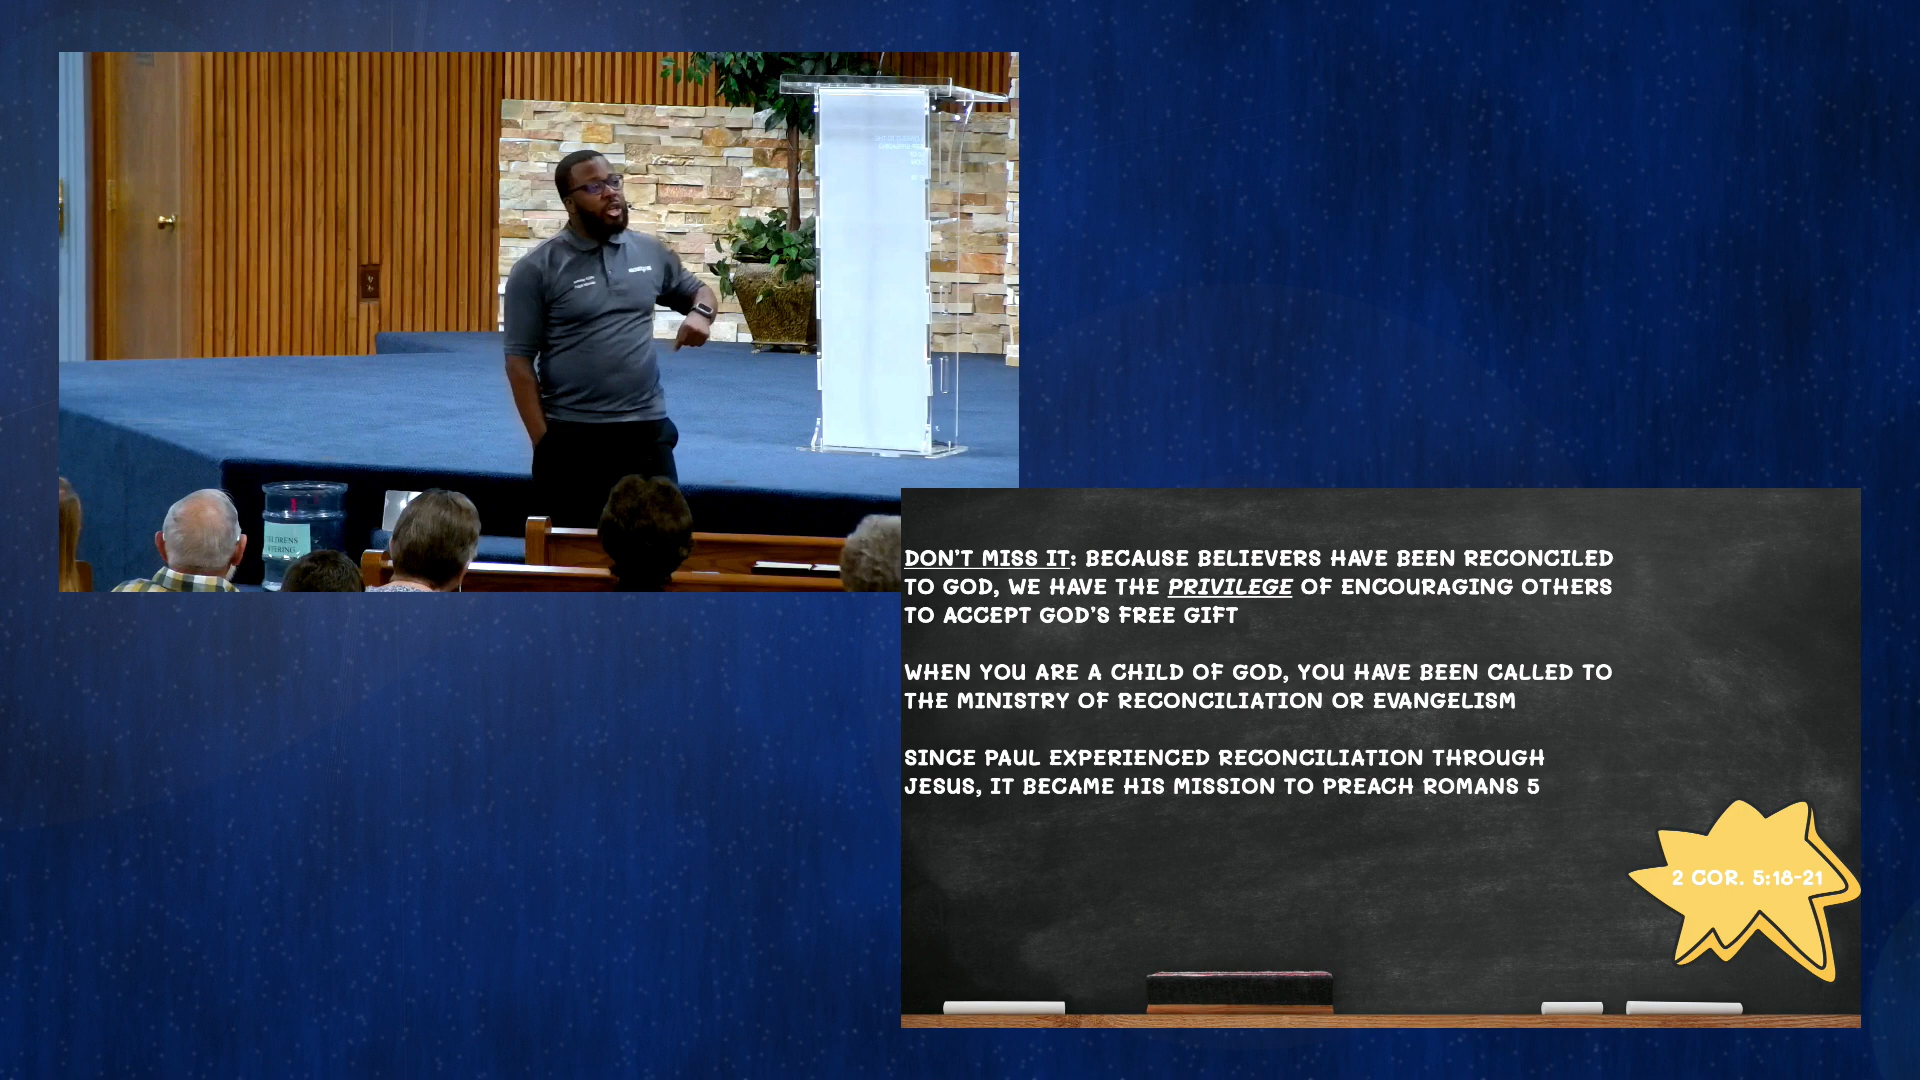 DON'T MISS IT: BECAUSE BELIEVERS HAVE BEEN RECONCILED
TO GOD, WE HAVE THE PRIVILEGE OF ENCOURAGING OTHERS
TO ACCEPT GOD'S FREE GIFT
WHEN YOU ARE A CHILD OF GOD, YOU HAVE BEEN CALLED TO
THE MINISTRY OF RECONCILIATION OR EVANGELISM
SINCE PAUL EXPERIENCED RECONCILIATION THROUGH
JESUS, IT BECAME HIS MISSION TO PREACH ROMANS 5
2 COR. 5:18-21